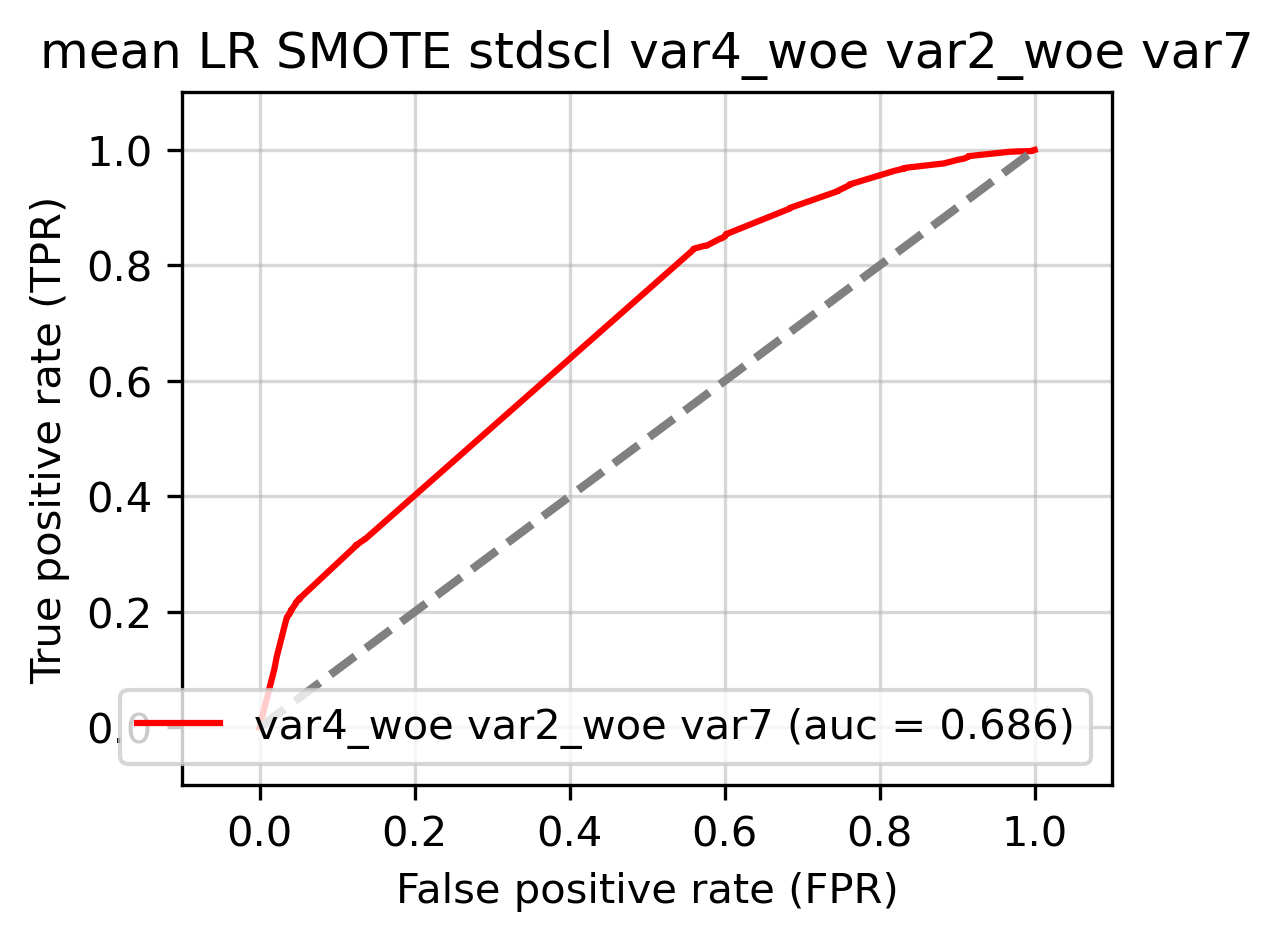 mean LR SMOTE stdscl var4_woe var2_woe var7
True positive rate (TPR)
1.0
0.8
0.6
0.4
0.2
0.0
var4_woe var2_woe var7 (auc = 0.686)
0.0 0.2 0.4 0.6 0.8 1.0
False positive rate (FPR)